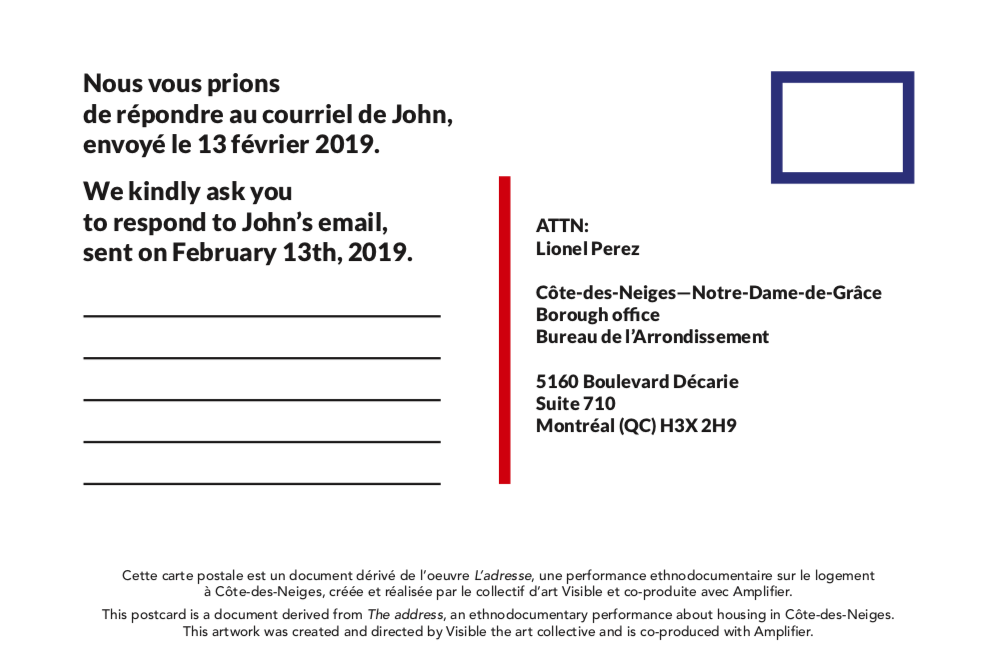 Nous vous prions
de répondre au courriel de John,
envoyé le 13 février 2019.
We kindly ask you
to respond to John's email,
sent on February 13th, 2019.
ATTN:
Lionel Perez
Côte-des-Neiges—Notre-Dame-de-Grâce
Borough office
Bureau de l'Arrondissement
5160 Boulevard Décarie
Suite 710
Montréal (QC) H3X 2H9
Cette carte postale est un document dérivé de l'oeuvre L'adresse, une performance ethnodocumentaire sur le logement
à Côte-des-Neiges, créée et réalisée par le collectif d'art Visible et co-produite avec Amplifier.
This postcard is a document derived from The address, an ethnodocumentary performance about housing in Côte-des-Neiges.
This artwork was created and directed by Visible the art collective and is co-produced with Amplifier.